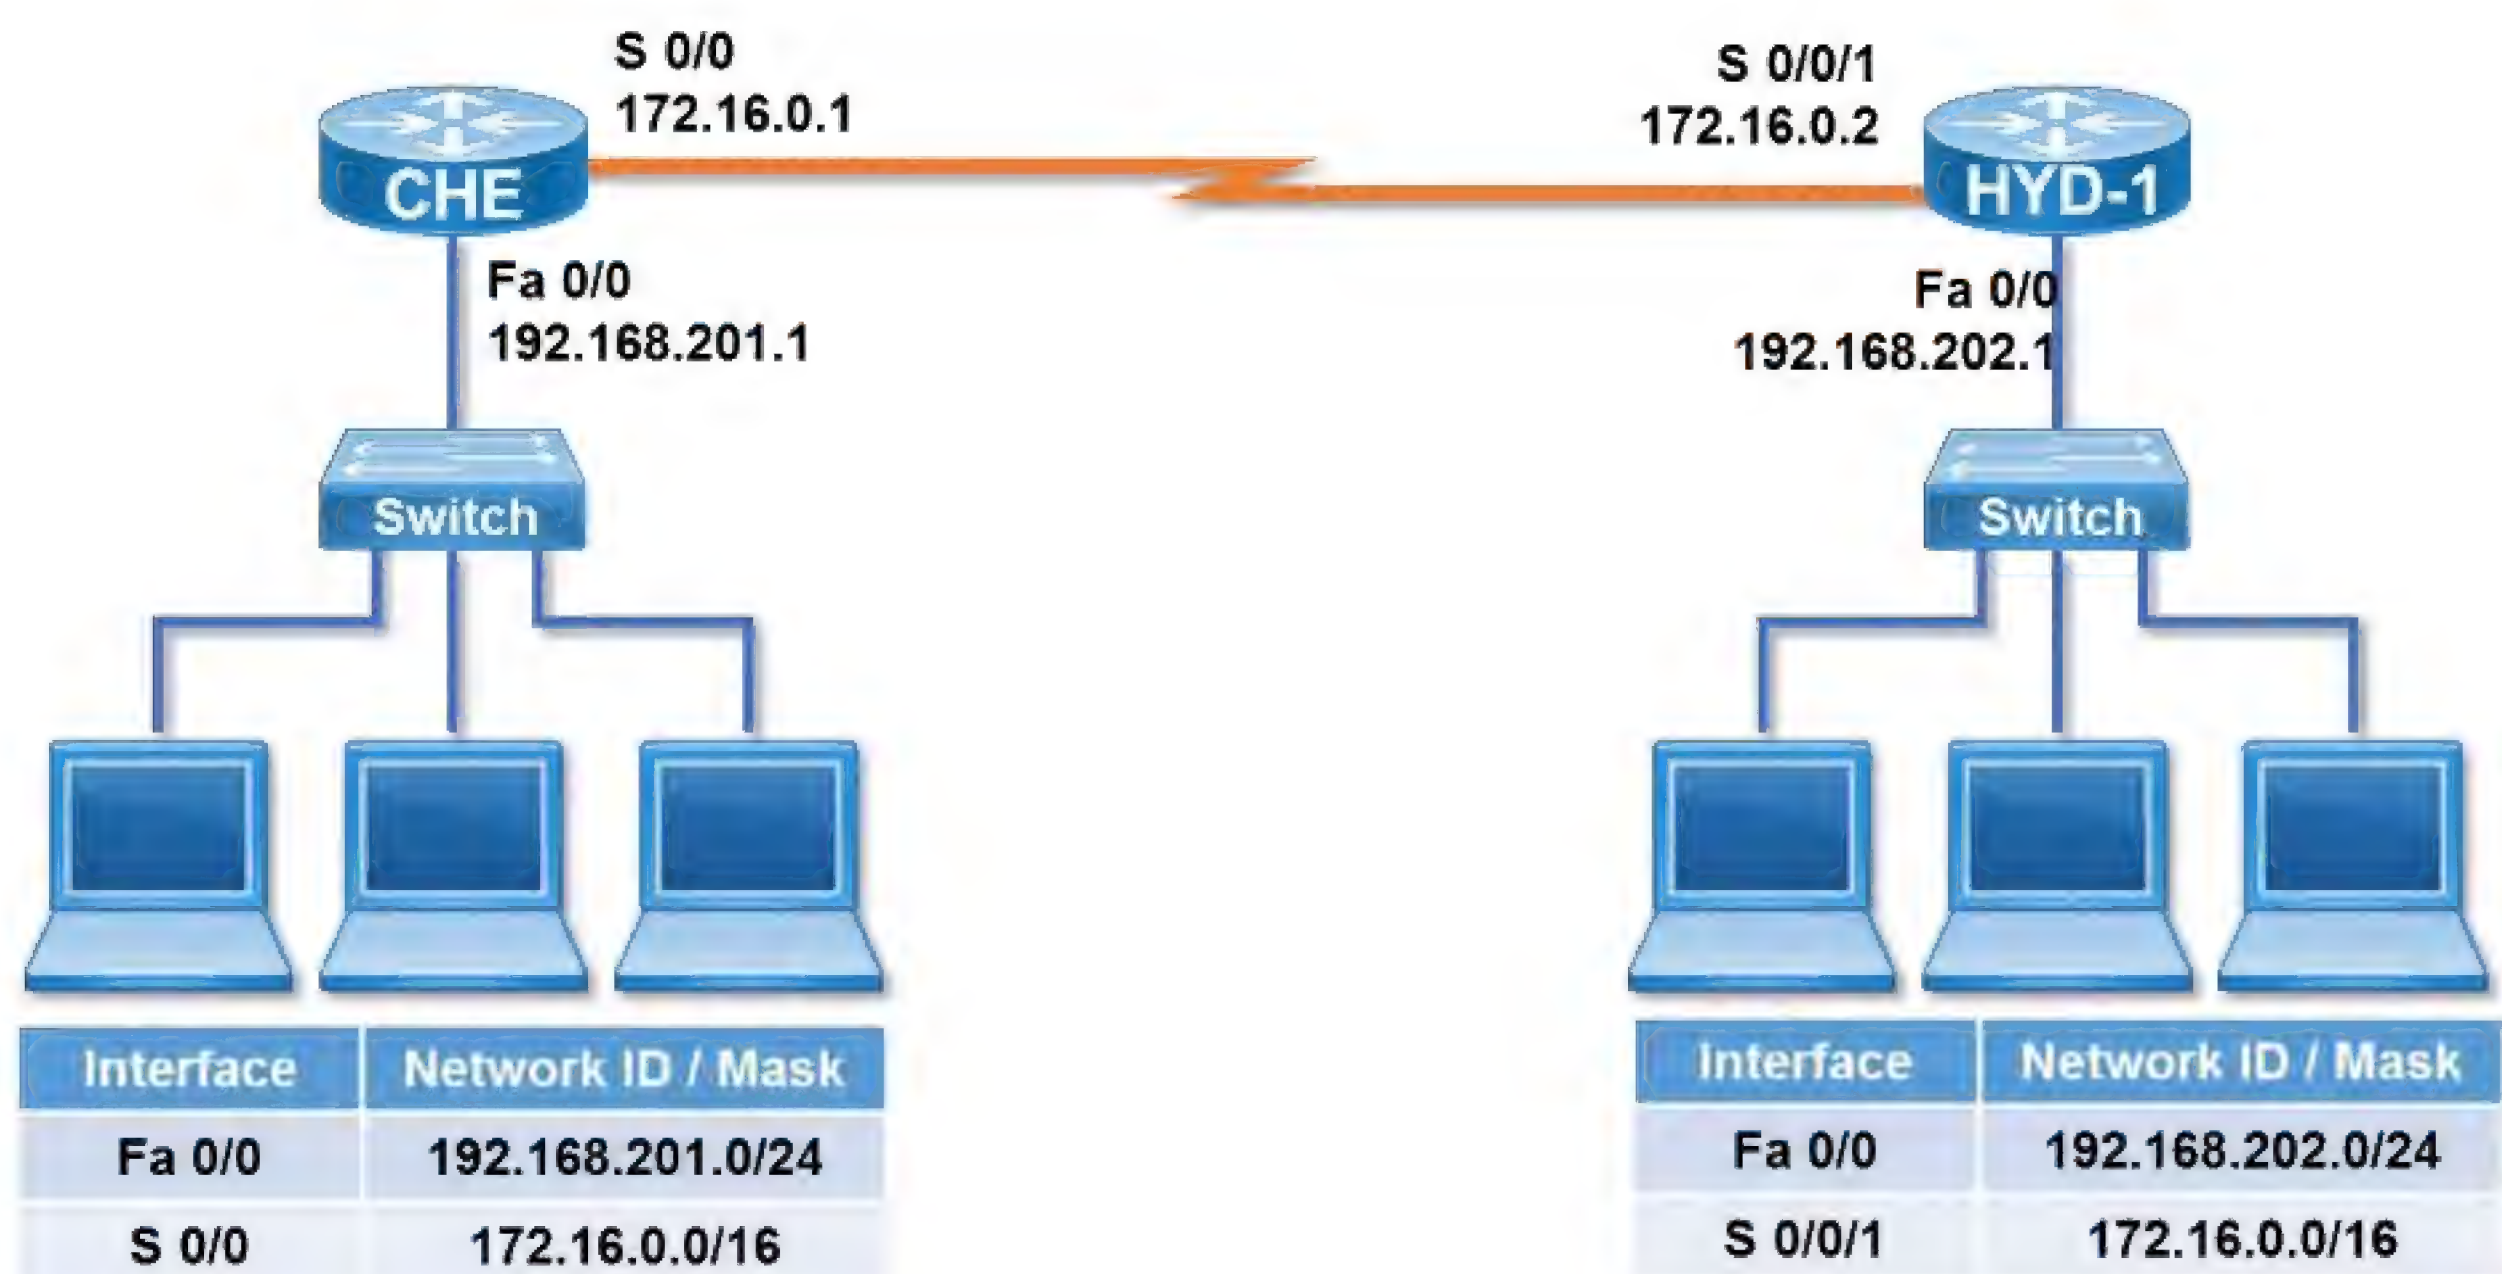 S 0/0
172.16.0.1
CHE
Fa 0/0
192.168.201.1
Switch
S 0/0/1
172.16.0.2
HYD-1
Fa 0/0
192.168.202.1
Switch
Interface Network ID / Mask
Fa 0/0 192.168.201.0/24
S 0/0 172.16.0.0/16
Interface Network ID / Mask
Fa 0/0 192.168.202.0/24
S 0/0/1 172.16.0.0/16